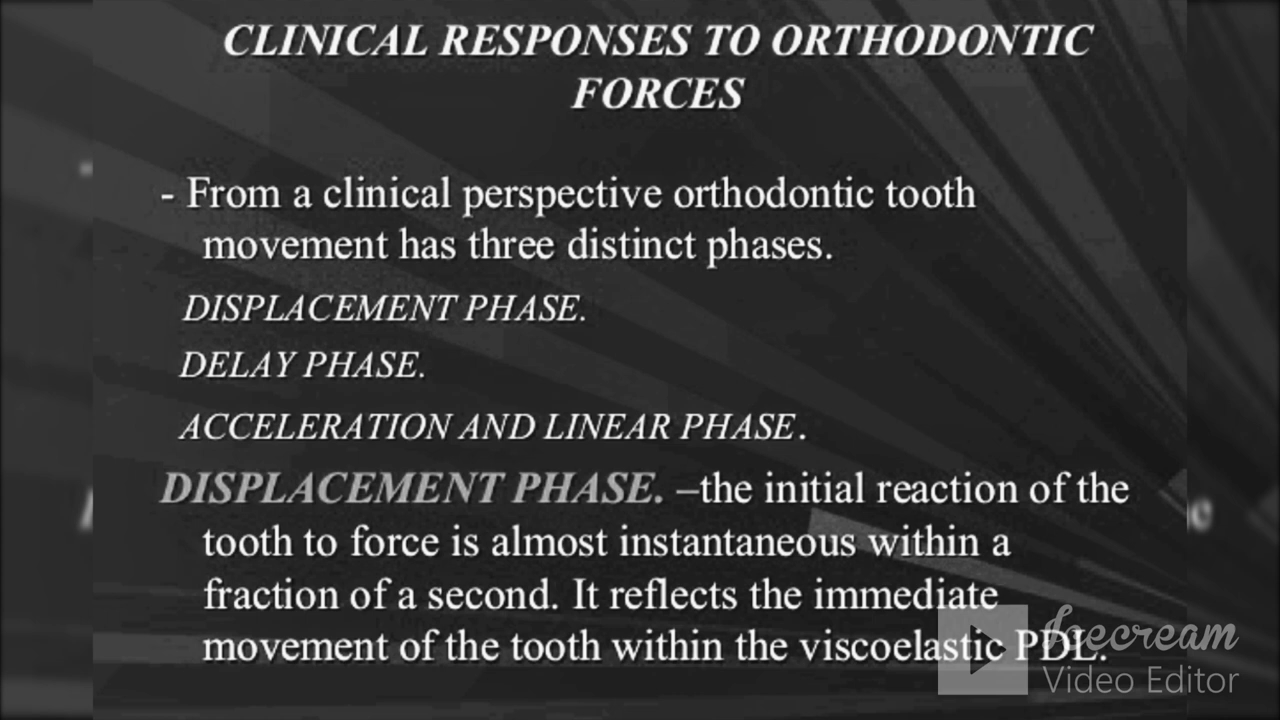 CLINICAL RESPONSES TO ORTHODONTIC
FORCES
- From a clinical perspective orthodontic tooth
movement has three distinct phases.
DISPLACEMENT PHASE.
DELAY PHASE.
ACCELERATION AND LINEAR PHASE.
DISPLACEMENT PHASE. –the initial reaction of the
tooth to force is almost instantaneous within a
fraction of a second. It reflects the immediate
movement of the tooth within the viscoelastic PDL.
Icecream
Video Editor